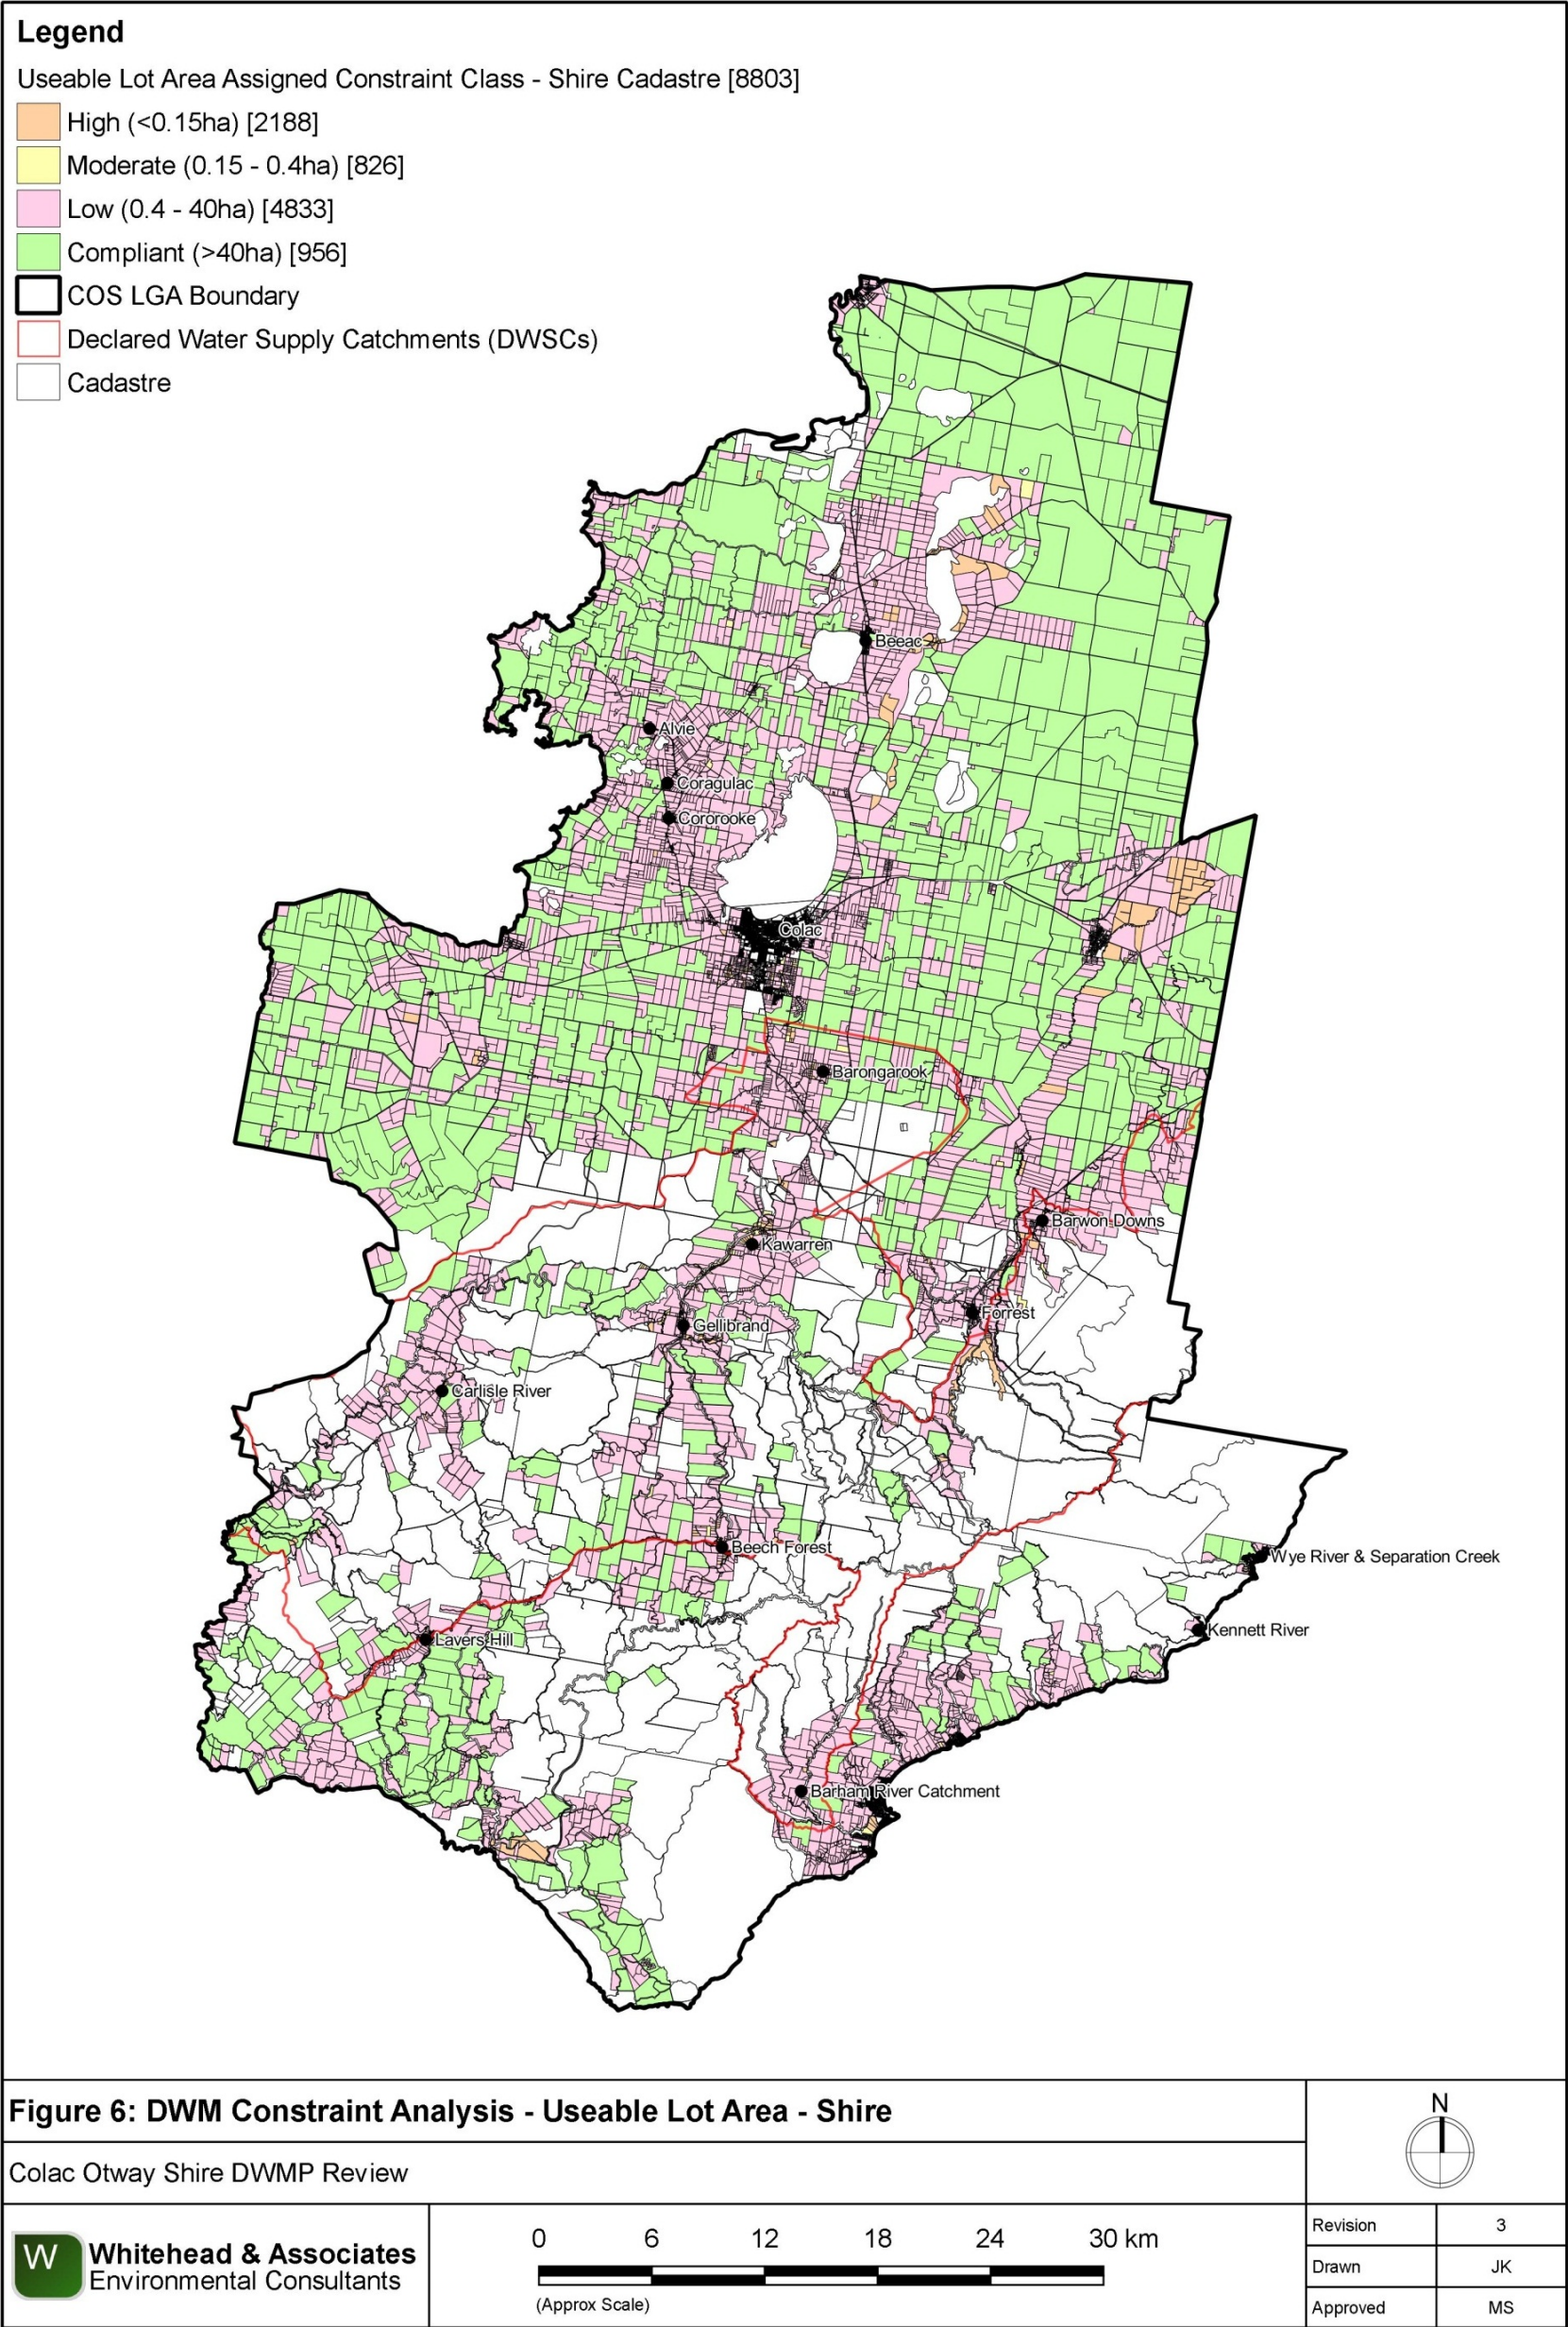 Legend
Useable Lot Area Assigned Constraint Class - Shire Cadastre [8803]
High (<0.15ha) [2188]
Moderate (0.15 - 0.4ha) [826]
Low (0.4 - 40ha) [4833]
Compliant (>40ha) [956]
COS LGA Boundary
Declared Water Supply Catchments (DWSCs)
Cadastre
Beeac
Alvie
Coragulac
Cororooke
Colac
Barongarook
Barwon Downs
Kawarren
Forrest
Gellibrand
Carlisle River
Beech Forest
Wye River & Separation Creek
Kennett River
Lavers Hill
Barham River Catchment
Figure 6: DWM Constraint Analysis - Useable Lot Area - Shire
N
Colac Otway Shire DWMP Review
W
Whitehead & Associates
Environmental Consultants
0 6 12 18 24 30 km
(Approx Scale)
Revision 3
Drawn JK
Approved MS